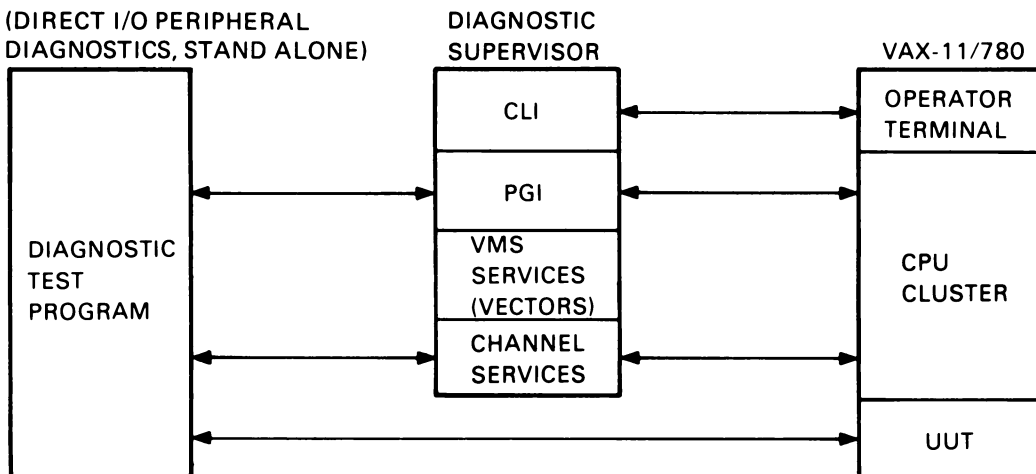 (DIRECT I/O PERIPHERAL
DIAGNOSTICS, STAND ALONE)
DIAGNOSTIC
SUPERVISOR
VAX-11/780
DIAGNOSTIC
TEST
PROGRAM
CLI
PGI
VMS
SERVICES
(VECTORS)
CHANNEL
SERVICES
OPERATOR
TERMINAL
CPU
CLUSTER
UUT